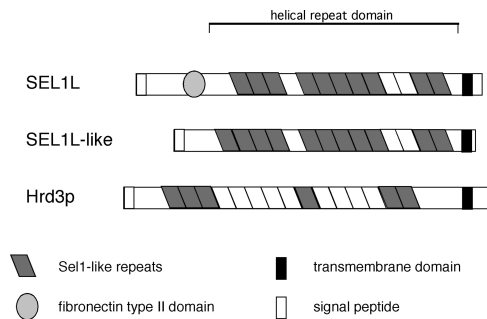 helical repeat domain
SEL1L
SEL1L-like
Hrd3p
Sel1-like repeats
transmembrane domain
fibronectin type II domain
signal peptide